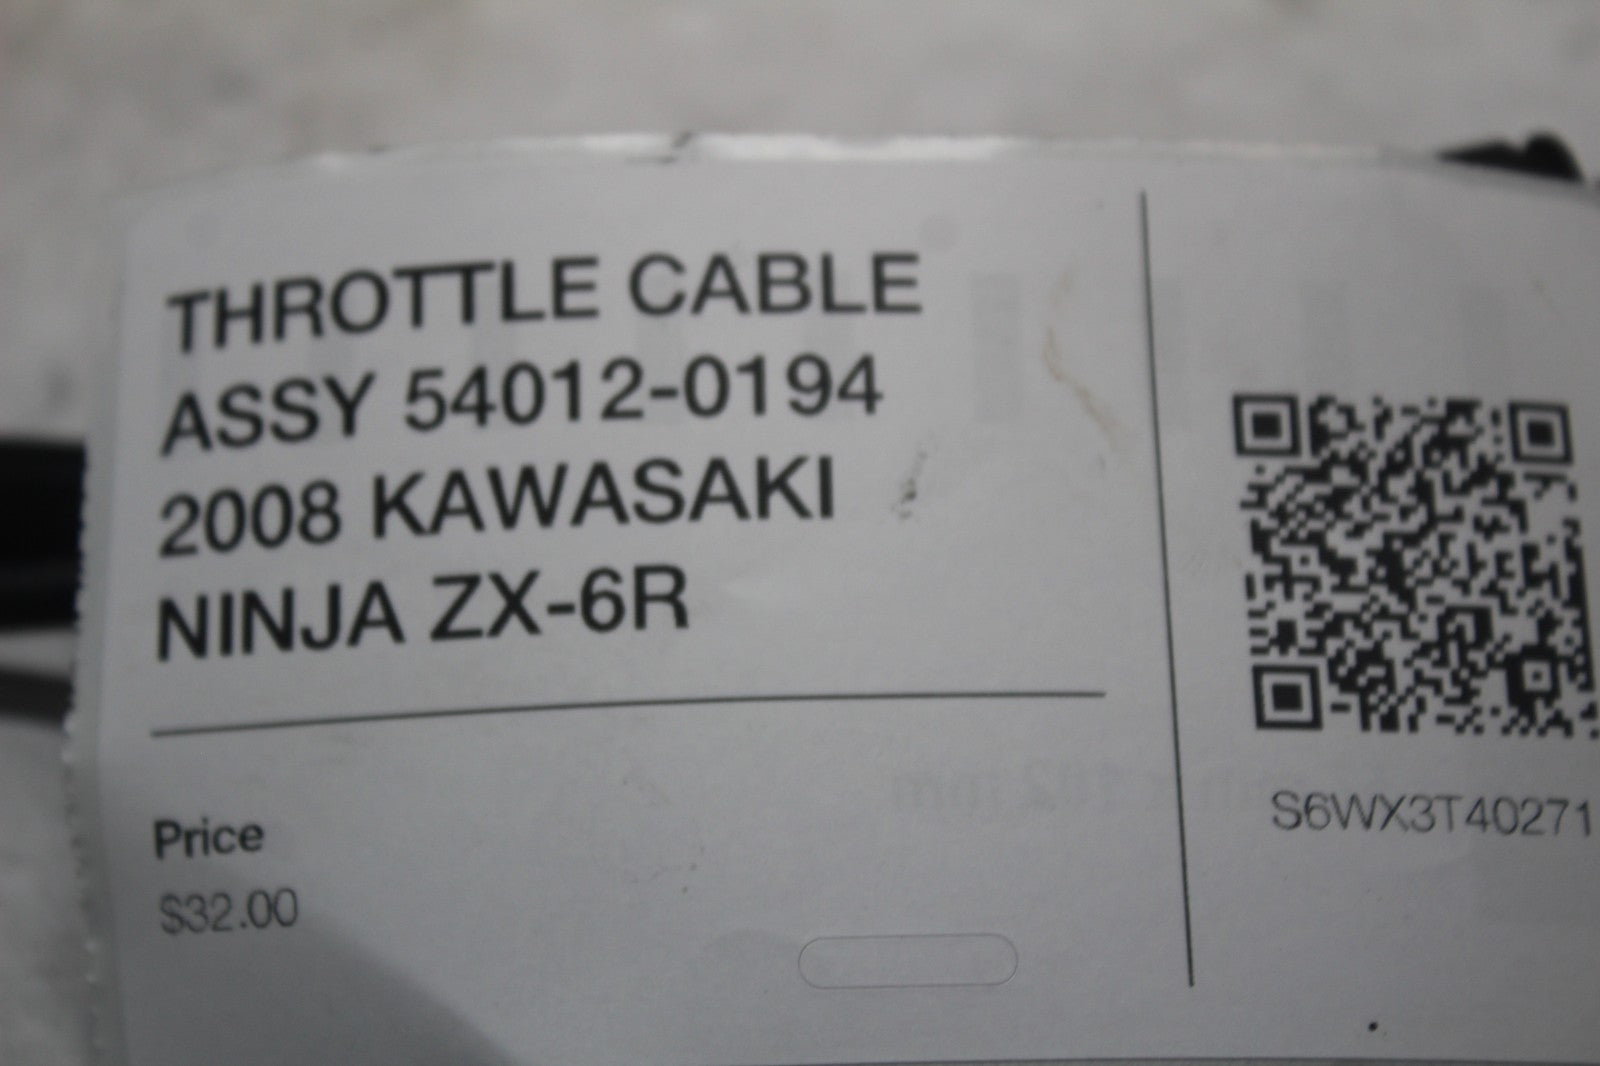 THROTTLE CABLE
ASSY 54012-0194
2008 KAWASAKI
NINJA ZX-6R
Price
$32.00
S6WX3T40271